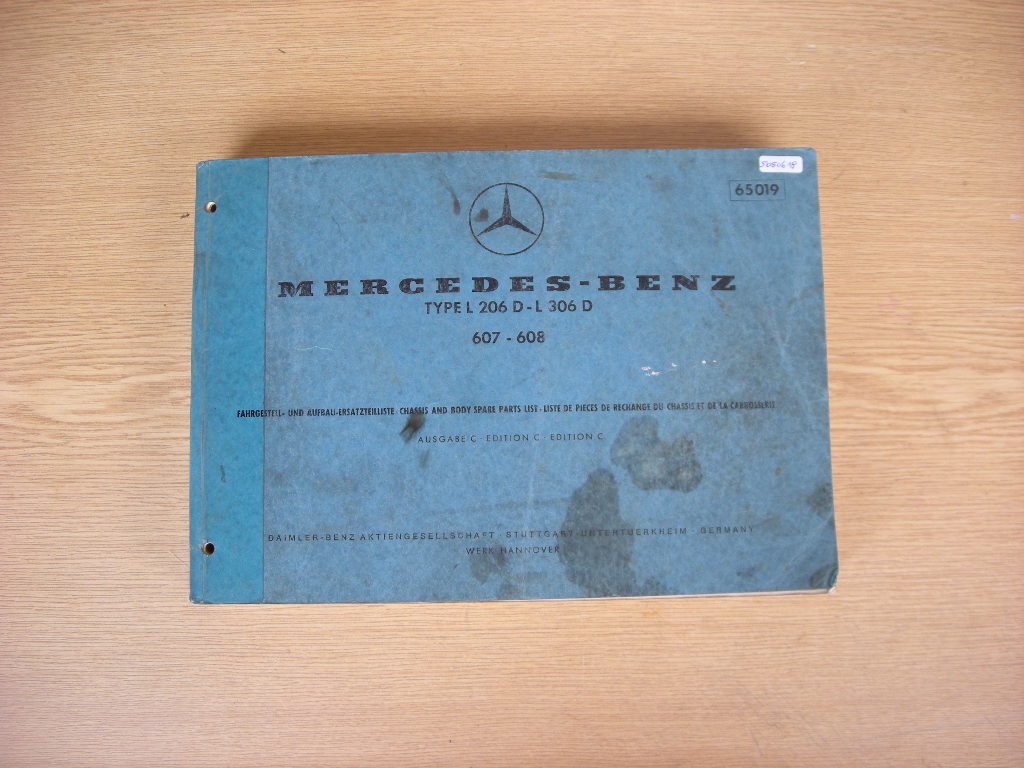 5050618
65019
MERCEDES-BENZ
TYPE L 206 D - L 306 D
607 - 608
FAHRGESTELL- UND AUFBAU-ERSATZTEILLISTE · CHASSIS AND BODY SPARE PARTS LIST · LISTE DE PIECES DE RECHANGE DU CHASSIS ET DE LA CARROSSERIE
AUSGABE C · EDITION C · EDITION C
DAIMLER-BENZ AKTIENGESELLSCHAFT · STUTTGART-UNTERTUERKHEIM · GERMANY
WERK HANNOVER